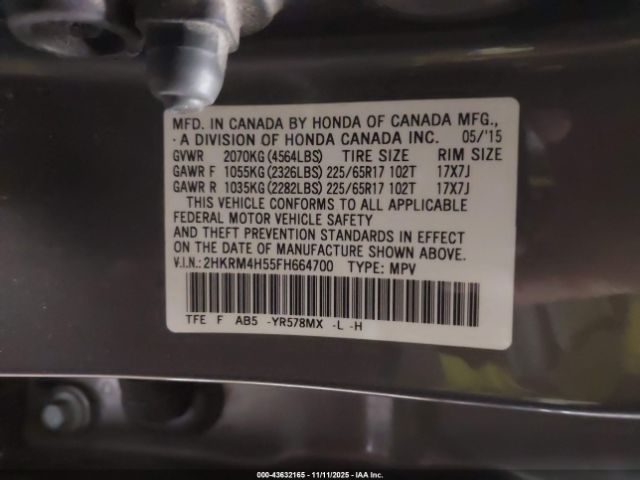 MFD. IN CANADA BY HONDA OF CANADA MFG.,
A DIVISION OF HONDA CANADA INC. 05/'15
GVWR 2070KG (4564LBS) TIRE SIZE RIM SIZE
GAWR F 1055KG (2326LBS) 225/65R17 102T 17X7J
GAWR R 1035KG (2282LBS) 225/65R17 102T 17X7J
THIS VEHICLE CONFORMS TO ALL APPLICABLE
FEDERAL MOTOR VEHICLE SAFETY
AND THEFT PREVENTION STANDARDS IN EFFECT
ON THE DATE OF MANUFACTURE SHOWN ABOVE.
V.I.N.: 2HKRM4H55FH664700 TYPE: MPV
TFE F AB5 -YR578MX -L -H
000-43632165 - 11/11/2025 - IAA Inc.